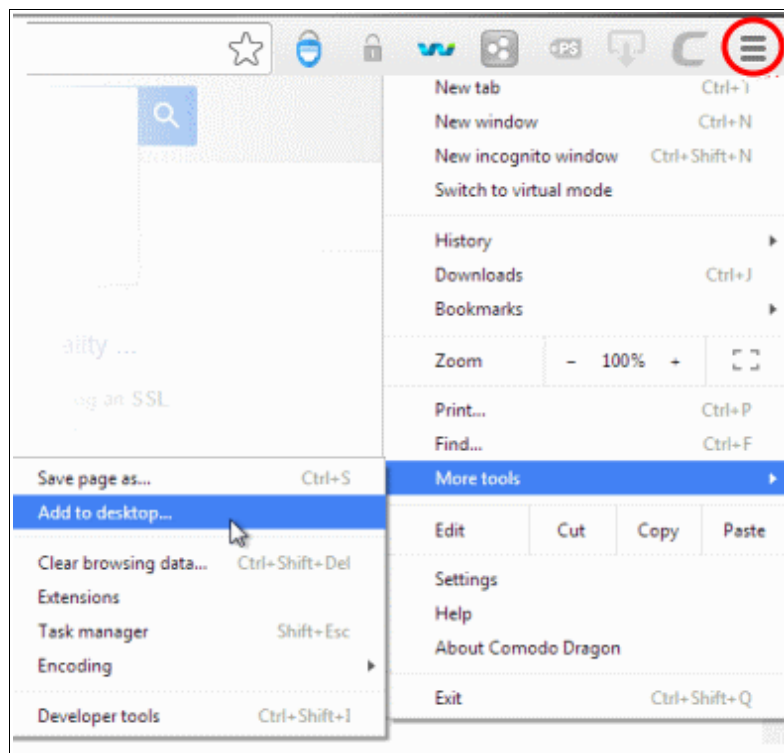 PS
New tab Ctrl+T
New window Ctrl+N
New incognito window Ctrl+Shift+N
Switch to virtual mode
History
Downloads Ctrl+J
Bookmarks
Zoom - 100% +
Print... Ctrl+P
Find... Ctrl+F
More tools
Edit Cut Copy Paste
Settings
Help
About Comodo Dragon
Exit Ctrl+Shift+Q
an SSL
Save page as... Ctrl+S
Add to desktop...
Clear browsing data... Ctrl+Shift+Del
Extensions
Task manager Shift+Esc
Encoding
Developer tools Ctrl+Shift+I